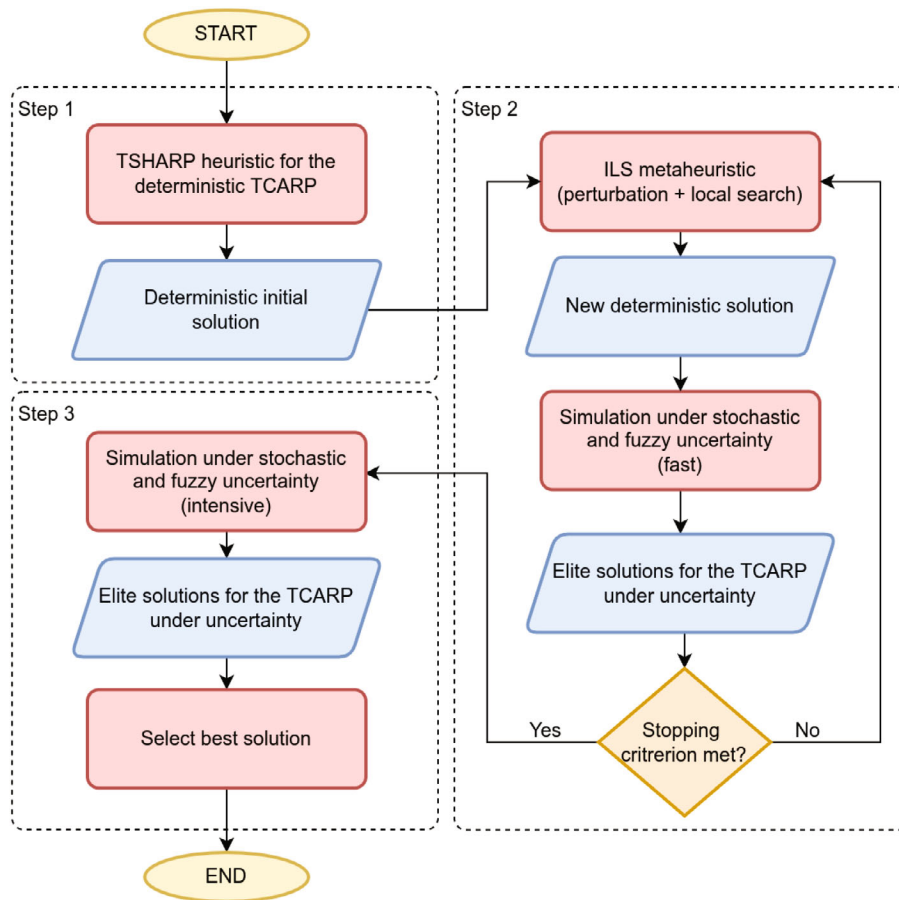 START
Step 1
TSHARP heuristic for the
deterministic TCARP
Deterministic initial
solution
Step 2
ILS metaheuristic
(perturbation + local search)
New deterministic solution
Simulation under stochastic
and fuzzy uncertainty
(fast)
Elite solutions for the TCARP
under uncertainty
Stopping
critrerion met?
Yes
No
Step 3
Simulation under stochastic
and fuzzy uncertainty
(intensive)
Elite solutions for the TCARP
under uncertainty
Select best solution
END